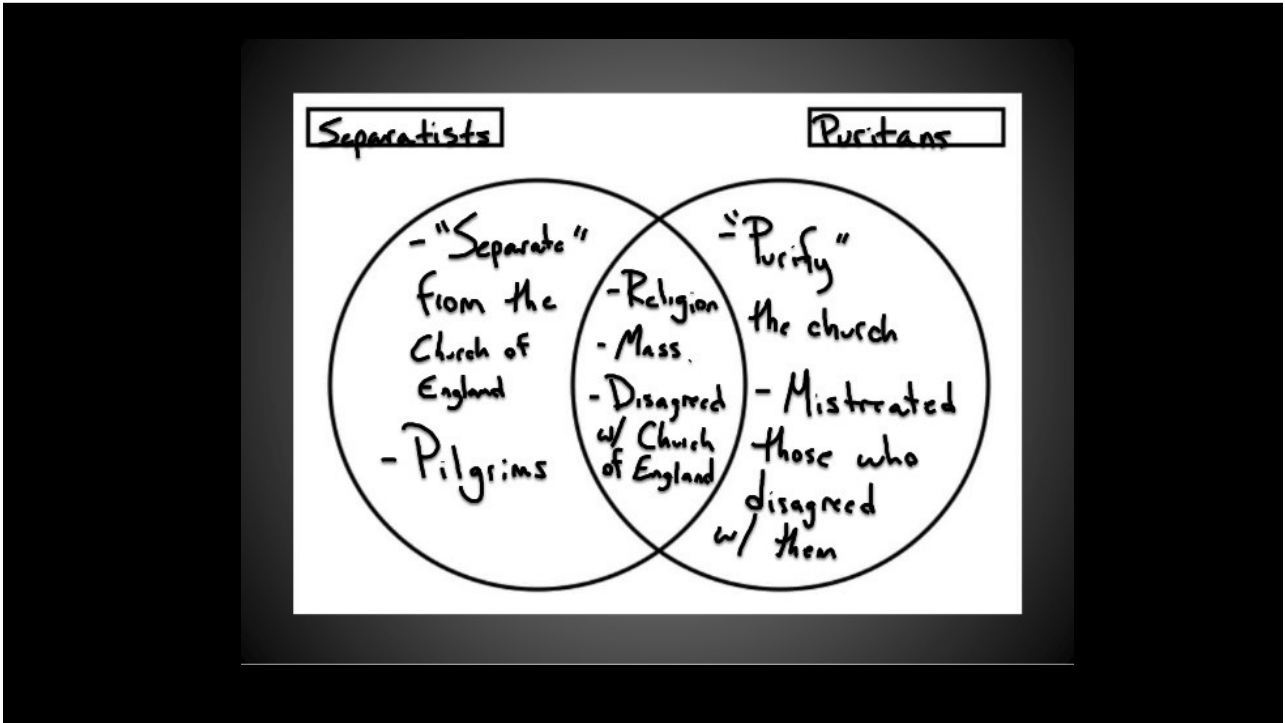 Separatists
Puritans
- "Separate"
from the
Church of
England
- Pilgrims
- Religion
- Mass.
- Disagreed
w/ Church
of England
- "Purify"
the church
- Mistreated
those who
disagreed
w/ them